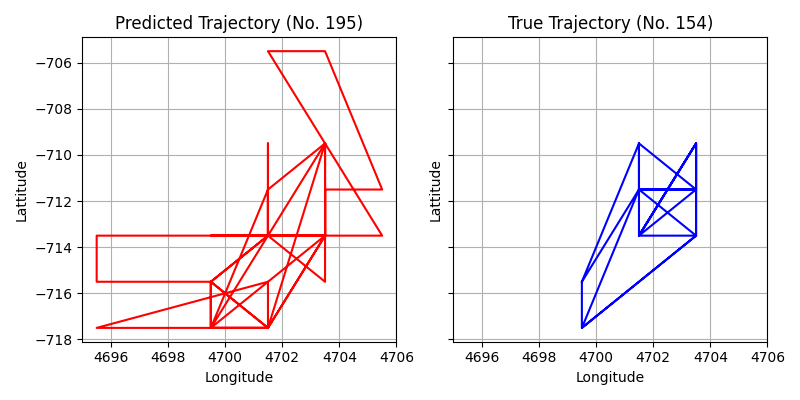 Predicted Trajectory (No. 195)
True Trajectory (No. 154)
−706
−708
−710
−712
−714
−716
−718
Lattitude
Lattitude
4696 4698 4700 4702 4704 4706
4696 4698 4700 4702 4704 4706
Longitude
Longitude